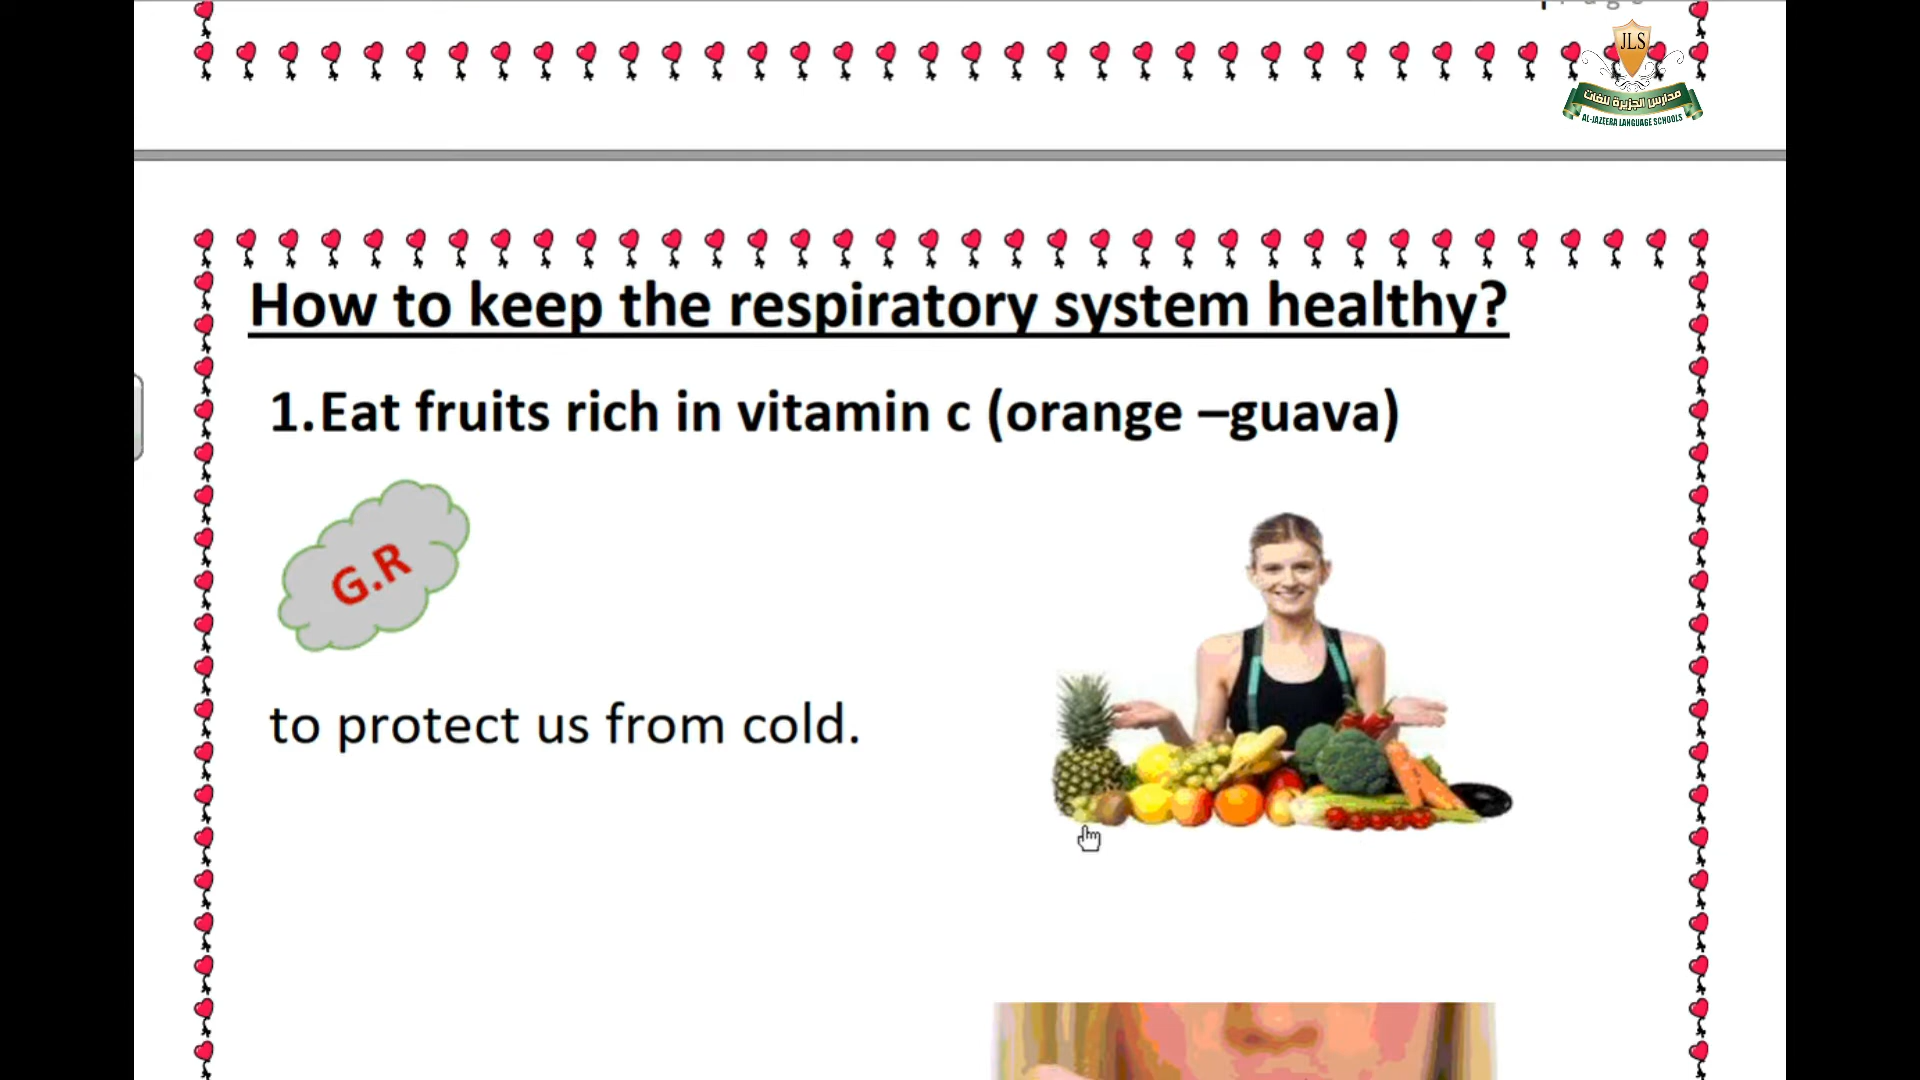 JLS
مدارس الجزيرة للغات
AL-JAZEERA LANGUAGE SCHOOLS
How to keep the respiratory system healthy?
1.Eat fruits rich in vitamin c (orange –guava)
G.R
to protect us from cold.